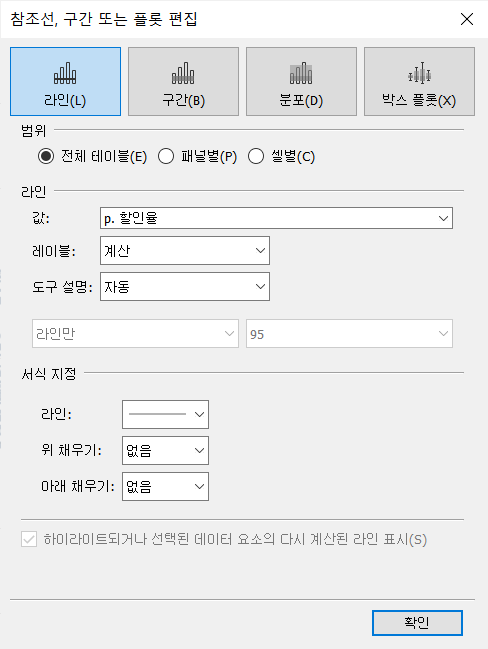 참조선, 구간 또는 플롯 편집
라인(L) 구간(B) 분포(D) 박스 플롯(X)
범위
전체 테이블(E) 패널별(P) 셀별(C)
라인
값: p. 할인율
레이블: 계산
도구 설명: 자동
라인만 95
서식 지정
라인:
위 채우기: 없음
아래 채우기: 없음
하이라이트되거나 선택된 데이터 요소의 다시 계산된 라인 표시(S)
확인